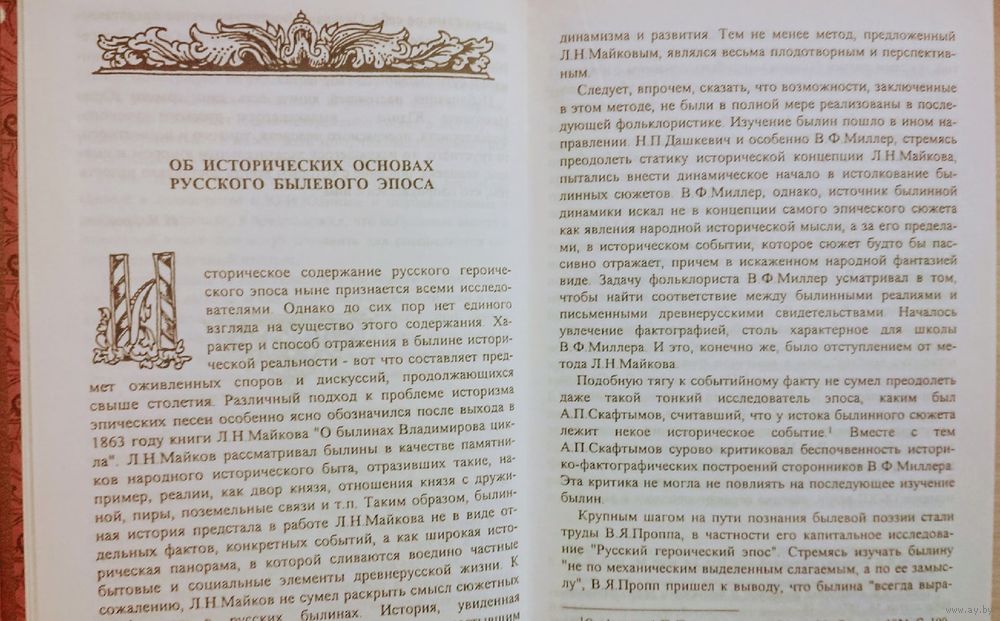 ОБ ИСТОРИЧЕСКИХ ОСНОВАХ
РУССКОГО БЫЛЕВОГО ЭПОСА
Историческое содержание русского героиче-
ского эпоса ныне признается всеми исследо-
вателями. Однако до сих пор нет единого
взгляда на существо этого содержания. Ха-
рактер и способ отражения в былине истори-
ческой реальности - вот что составляет пред-
мет оживленных споров и дискуссий, продолжающихся
свыше столетия. Различный подход к проблеме историзма
эпических песен особенно ясно обозначился после выхода в
1863 году книги Л.Н.Майкова "О былинах Владимирова цик-
ла". Л.Н.Майков рассматривал былины в качестве памятни-
ков народного исторического быта, отразивших такие, на-
пример, реалии, как двор князя, отношения князя с дружи-
ной, пиры, поземельные связи и т.п. Таким образом, былин-
ная история предстала в работе Л.Н.Майкова не в виде от-
дельных фактов, конкретных событий, а как широкая исто-
рическая панорама, в которой сливаются воедино частные
бытовые и социальные элементы древнерусской жизни. К
сожалению, Л.Н.Майков не сумел раскрыть смысл сюжетных
русских былинах. История, увиденная
динамизма и развития. Тем не менее метод, предложенный
Л.Н.Майковым, являлся весьма плодотворным и перспектив-
ным.
Следует, впрочем, сказать, что возможности, заключенные
в этом методе, не были в полной мере реализованы в после-
дующей фольклористике. Изучение былин пошло в ином на-
правлении. Н.П.Дашкевич и особенно В.Ф.Миллер, стремясь
преодолеть статику исторической концепции Л.Н.Майкова,
пытались внести динамическое начало в истолкование бы-
линных сюжетов. В.Ф.Миллер, однако, источник былинной
динамики искал не в концепции самого эпического сюжета
как явления народной исторической мысли, а за его предела-
ми, в историческом событии, которое сюжет будто бы пас-
сивно отражает, причем в искаженном народной фантазией
виде. Задачу фольклориста В.Ф.Миллер усматривал в том,
чтобы найти соответствие между былинными реалиями и
письменными древнерусскими свидетельствами. Началось
увлечение фактографией, столь характерное для школы
В.Ф.Миллера. И это, конечно же, было отступлением от ме-
тода Л.Н.Майкова.
Подобную тягу к событийному факту не сумел преодолеть
даже такой тонкий исследователь эпоса, каким был
А.П.Скафтымов, считавший, что у истока былинного сюжета
лежит некое историческое событие.¹ Вместе с тем
А.П.Скафтымов сурово критиковал беспочвенность истори-
ко-фактографических построений сторонников В.Ф.Миллера.
Эта критика не могла не повлиять на последующее изучение
былин.
Крупным шагом на пути познания былевой поэзии стали
труды В.Я.Проппа, в частности его капитальное исследова-
ние "Русский героический эпос". Стремясь изучать былину
"не по механическим выделенным слагаемым, а по ее замыс-
лу", В.Я.Пропп пришел к выводу, что былина "всегда выра-
www.ay.by